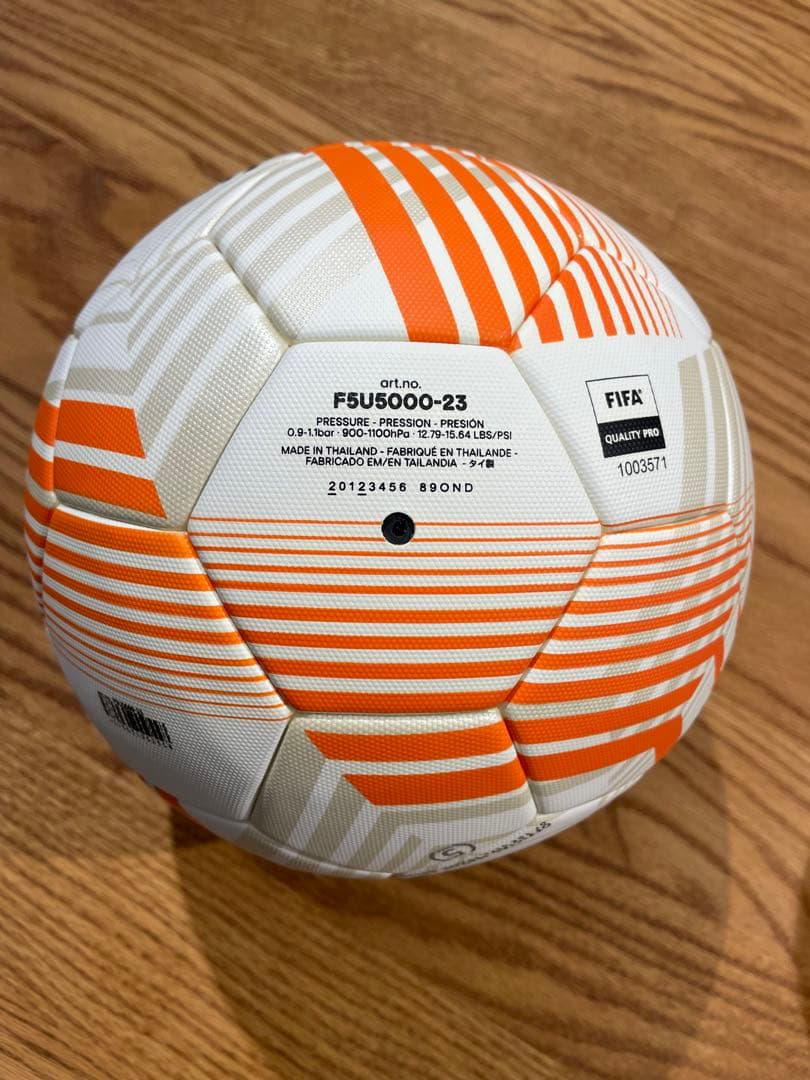 art.no.
F5U5000-23
PRESSURE - PRESSION - PRESIÓN
0.9-1.1bar · 900-1100hPa · 12.79-15.64 LBS/PSI
MADE IN THAILAND - FABRIQUÉ EN THAILANDE -
FABRICADO EM/EN TAILANDIA - タイ製
20123456 89OND
FIFA®
QUALITY PRO
1003571
5